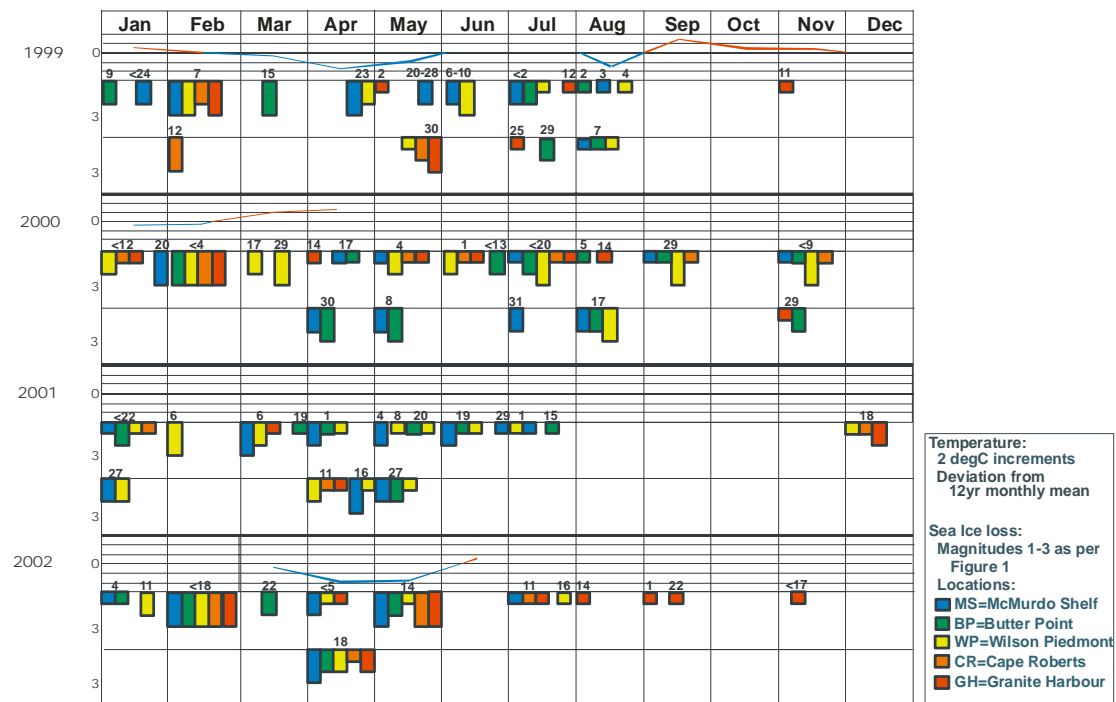 Jan Feb Mar Apr May Jun Jul Aug Sep Oct Nov Dec
1999 0
9 <24 7 15 23 2 20-28 6-10 <2 12 2 3 4 11
3
12 30 25 29 7
3
2000 0
<12 20 <4 17 29 14 17 4 1 <13 <20 5 14 29 <9
3
30 8 31 17 29
3
2001 0
<22 6 6 19 1 4 8 20 19 29 1 15 18
3
27 11 16 27
3
2002 0
4 11 <18 22 <5 14 11 16 14 1 22 <17
3
18
3
Temperature:
2 degC increments
Deviation from
12yr monthly mean
Sea Ice loss:
Magnitudes 1-3 as per
Figure 1
Locations:
MS=McMurdo Shelf
BP=Butter Point
WP=Wilson Piedmont
CR=Cape Roberts
GH=Granite Harbour